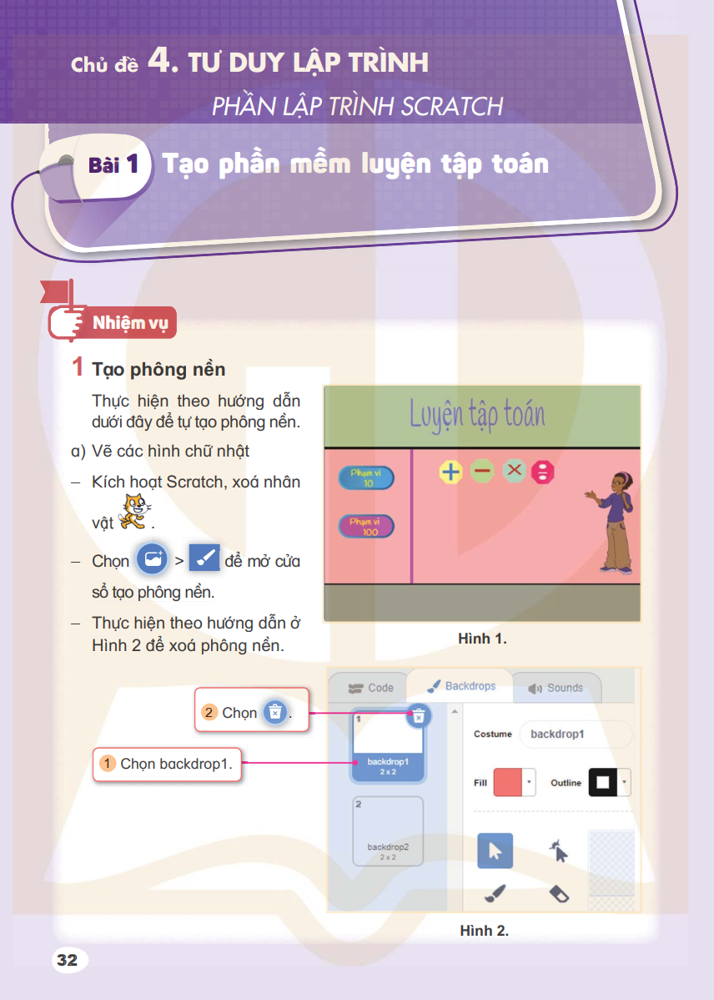 Chủ đề 4. TƯ DUY LẬP TRÌNH
PHẦN LẬP TRÌNH SCRATCH
Bài 1 Tạo phần mềm luyện tập toán
Nhiệm vụ
1 Tạo phông nền
Thực hiện theo hướng dẫn
dưới đây để tự tạo phông nền.
a) Vẽ các hình chữ nhật
– Kích hoạt Scratch, xoá nhân
vật .
– Chọn > để mở cửa
sổ tạo phông nền.
– Thực hiện theo hướng dẫn ở
Hình 2 để xoá phông nền.
Luyện tập toán
Phạm vi
10
Phạm vi
100
+ − × ÷
Hình 1.
2 Chọn .
1 Chọn backdrop1.
Code Backdrops Sounds
1
backdrop1
2 x 2
2
backdrop2
2 x 2
Costume backdrop1
Fill Outline
Hình 2.
32